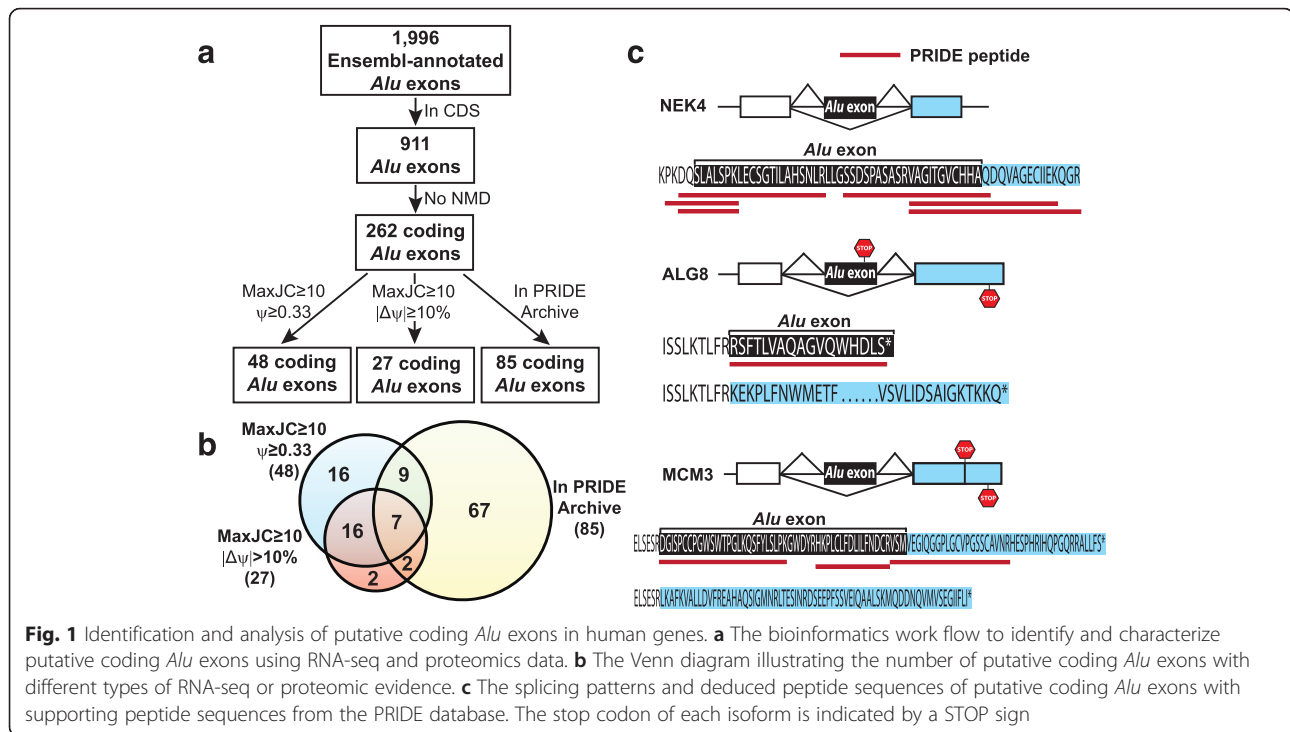 a
1,996
Ensembl-annotated
Alu exons
In CDS
911
Alu exons
No NMD
262 coding
Alu exons
MaxJC≥10
ψ≥0.33
MaxJC≥10
|Δψ|≥10%
In PRIDE
Archive
48 coding
Alu exons
27 coding
Alu exons
85 coding
Alu exons
b
MaxJC≥10
ψ≥0.33
(48)
16
9
67
In PRIDE
Archive
(85)
16
7
MaxJC≥10
|Δψ|>10%
(27)
2
2
c
PRIDE peptide
NEK4
Alu exon
Alu exon
KPKDQSLALSPKLECSGTILAHSNLRLLGSSDSPASASRVAGITGVCHHAQDQVAGECIIEKQGR
STOP
ALG8
Alu exon
STOP
Alu exon
ISSLKTLFRRSFTLVAQAGVQWHDLS*
ISSLKTLFRKEKPLFNWMETF......VSVLIDSAIGKTKKQ*
STOP
MCM3
Alu exon
STOP
Alu exon
ELSESRDGISPCCPGWSWTPGLKQSFYLSLPKGWDYRHKPLCLFDLILFNDCRVSMVEGIQGGPLGCVPGSSCAVNRHESPHRIHQPGQRRALLFS*
ELSESRLKAFKVALLDVFREAHAQSIGMNRLTESINRDSEEPFSSVEIQAALSKMQDDNQVMVSEGIIFLI*
Fig. 1 Identification and analysis of putative coding Alu exons in human genes. a The bioinformatics work flow to identify and characterize
putative coding Alu exons using RNA-seq and proteomics data. b The Venn diagram illustrating the number of putative coding Alu exons with
different types of RNA-seq or proteomic evidence. c The splicing patterns and deduced peptide sequences of putative coding Alu exons with
supporting peptide sequences from the PRIDE database. The stop codon of each isoform is indicated by a STOP sign